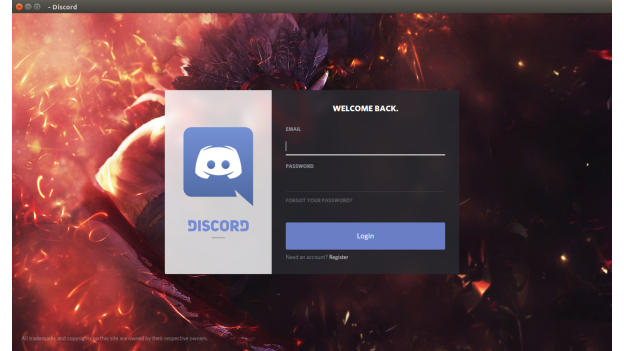 - Discord
WELCOME BACK.
EMAIL
PASSWORD
FORGOT YOUR PASSWORD?
DISCORD
Login
Need an account? Register
All trademarks and copyrights on this site are owned by their respective owners.